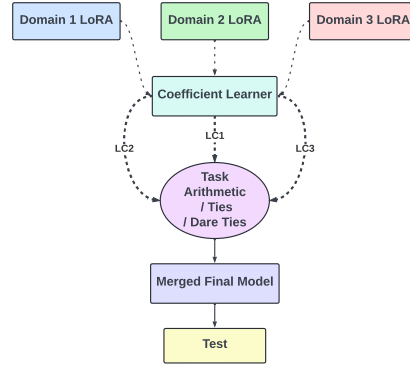 Domain 1 LoRA
Domain 2 LoRA
Domain 3 LoRA
Coefficient Learner
LC2
LC1
LC3
Task
Arithmetic
/ Ties
/ Dare Ties
Merged Final Model
Test